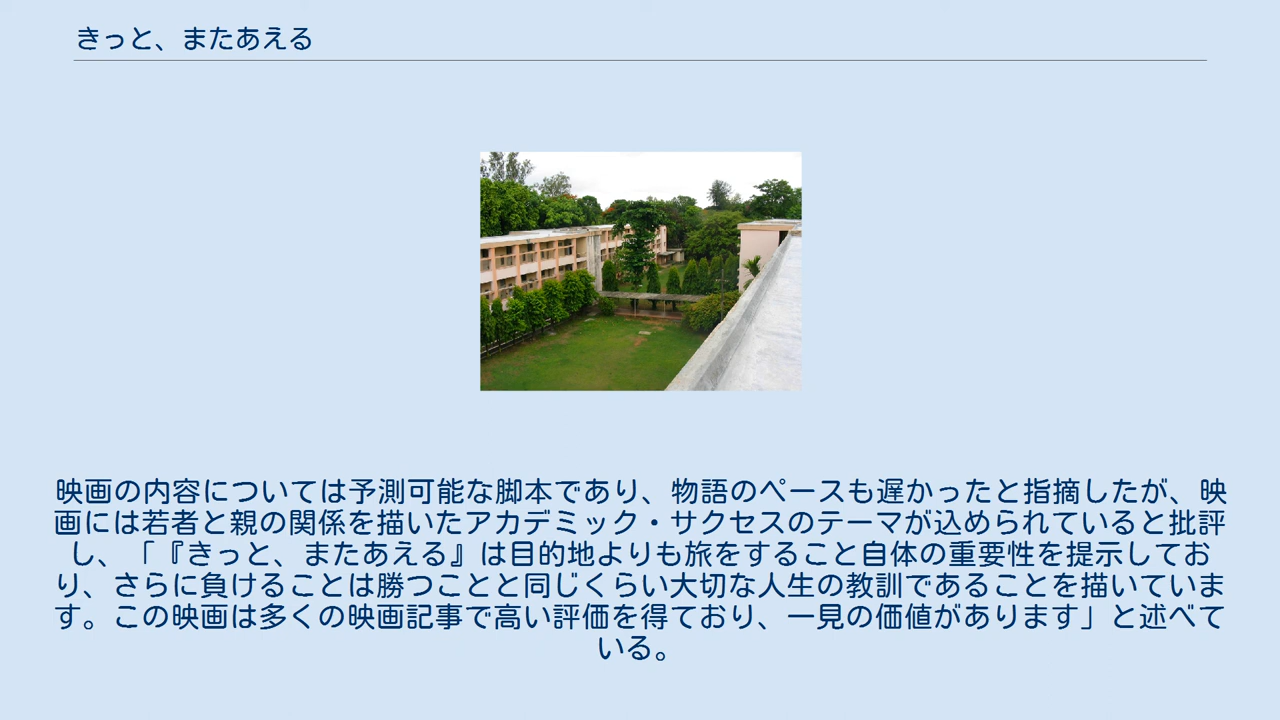 きっと、またあえる
映画の内容については予測可能な脚本であり、物語のペースも遅かったと指摘したが、映
画には若者と親の関係を描いたアカデミック・サクセスのテーマが込められていると批評
し、「『きっと、またあえる』は目的地よりも旅をすること自体の重要性を提示してお
り、さらに負けることは勝つことと同じくらい大切な人生の教訓であることを描いていま
す。この映画は多くの映画記事で高い評価を得ており、一見の価値があります」と述べて
いる。